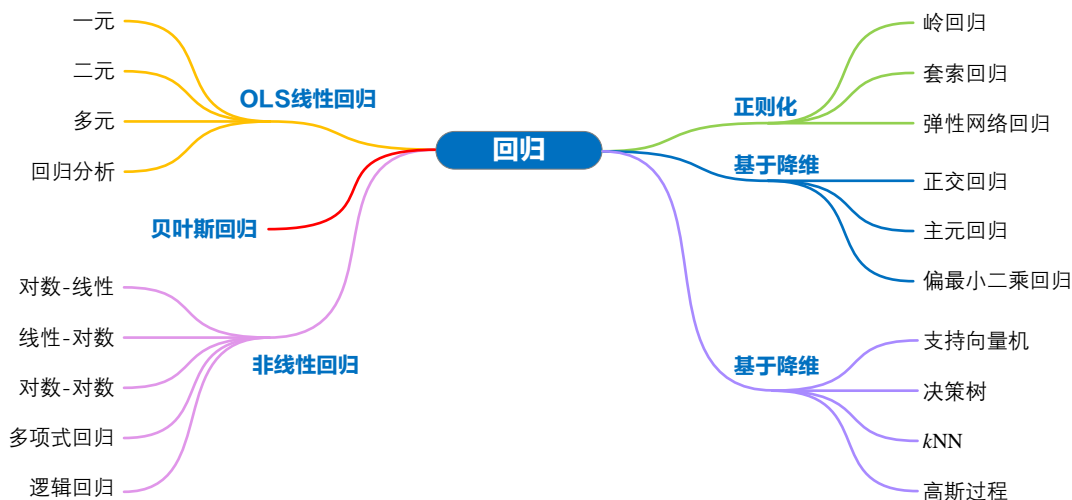 回归
OLS线性回归
一元
二元
多元
回归分析
贝叶斯回归
非线性回归
对数-线性
线性-对数
对数-对数
多项式回归
逻辑回归
正则化
岭回归
套索回归
弹性网络回归
基于降维
正交回归
主元回归
偏最小二乘回归
基于降维
支持向量机
决策树
kNN
高斯过程